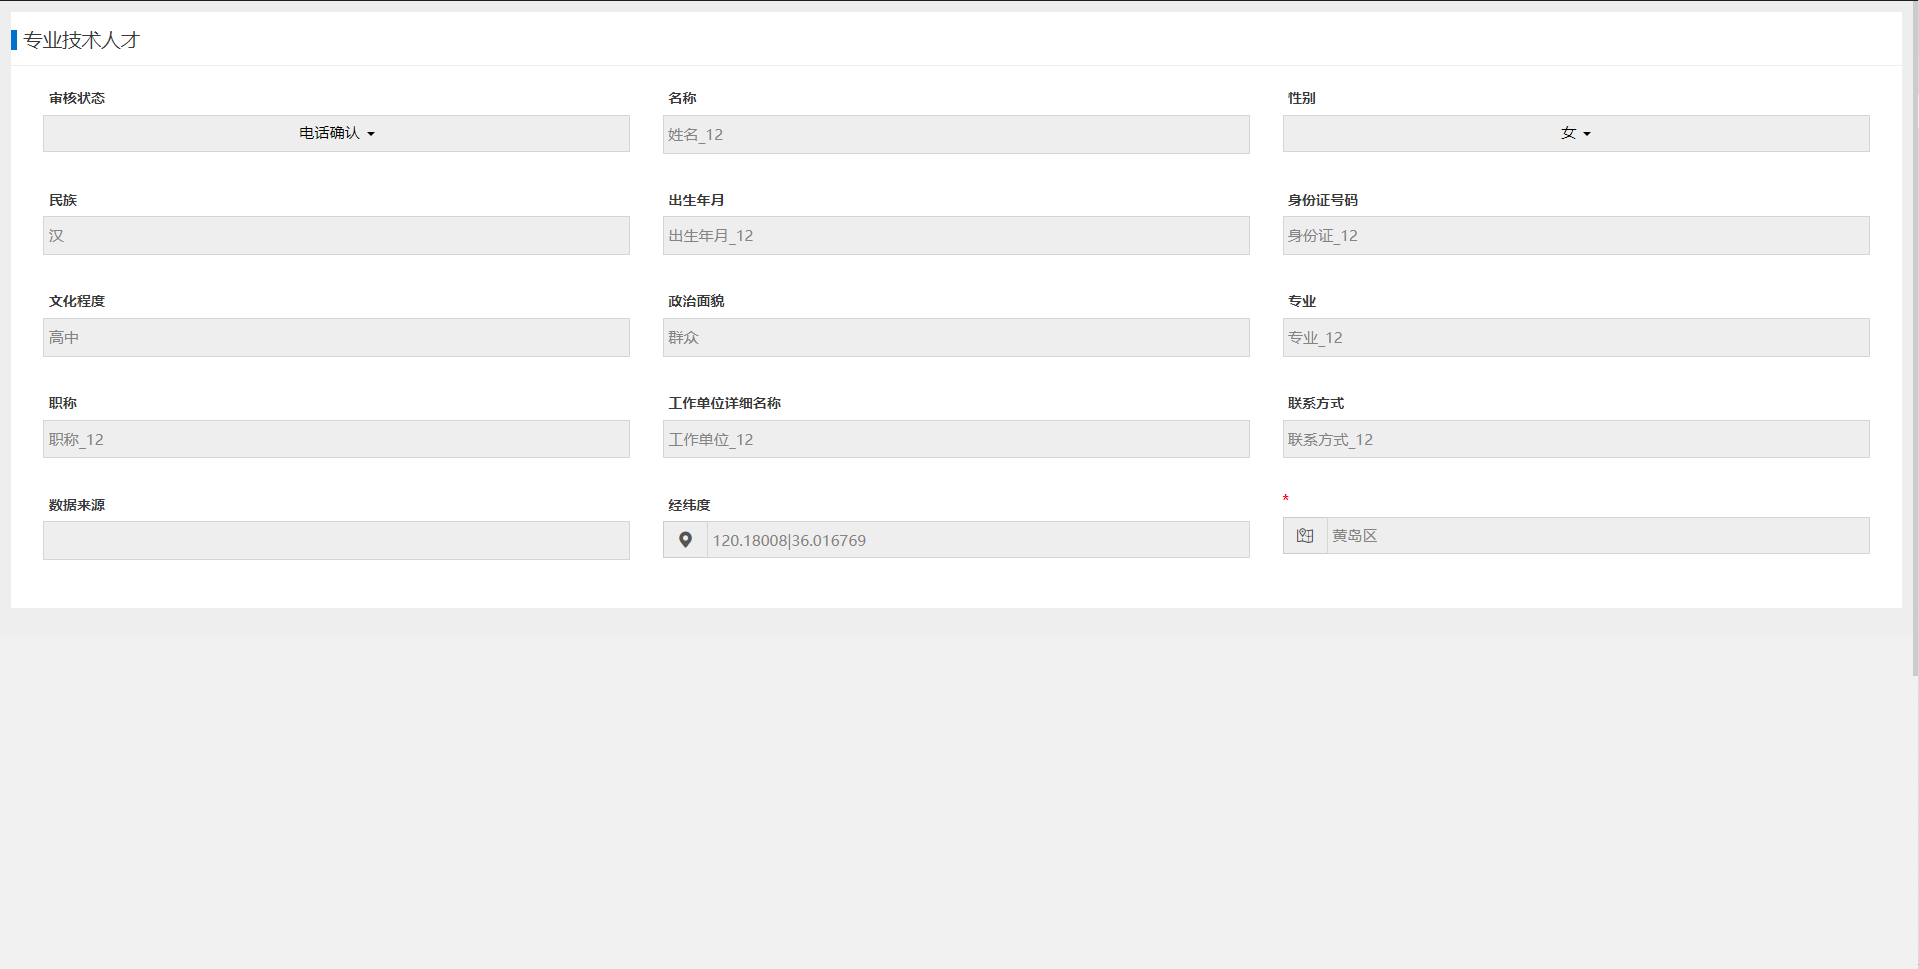 专业技术人才
审核状态
名称
性别
电话确认
姓名_12
女
民族
出生年月
身份证号码
汉
出生年月_12
身份证_12
文化程度
政治面貌
专业
高中
群众
专业_12
职称
工作单位详细名称
联系方式
职称_12
工作单位_12
联系方式_12
数据来源
经纬度
*
120.18008|36.016769
黄岛区